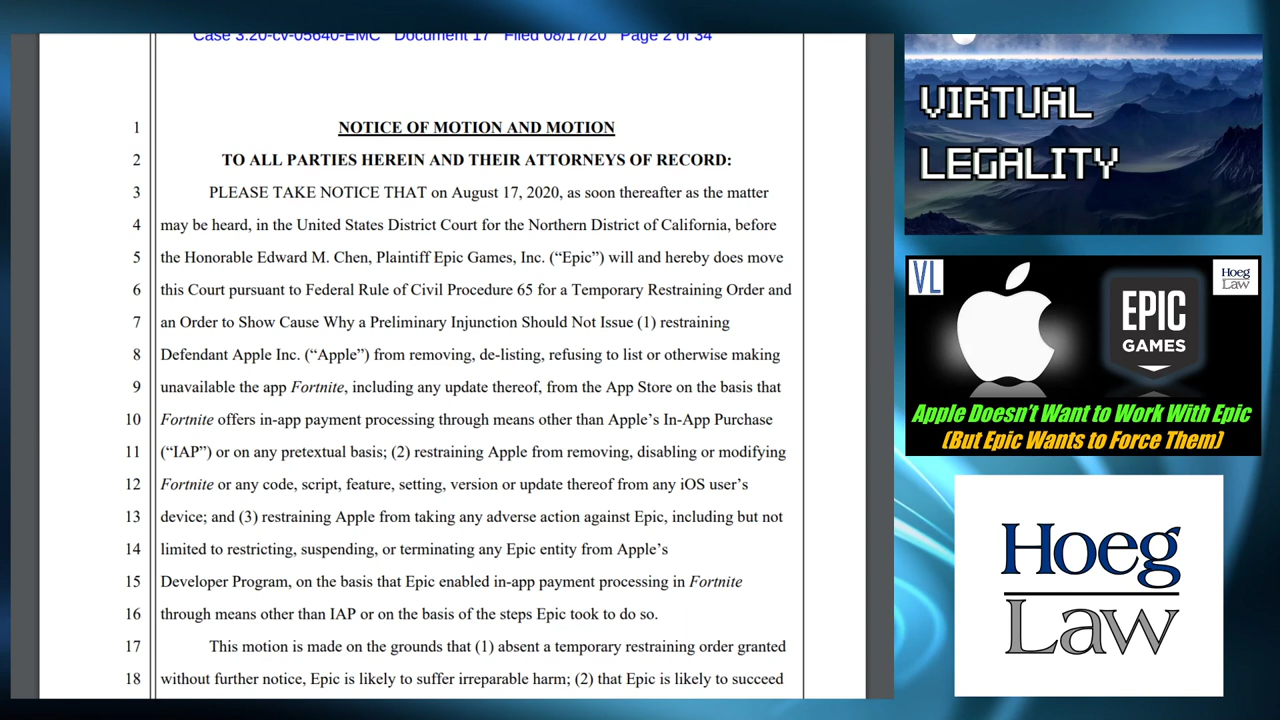 Case 3:20-cv-05640-EMC Document 17 Filed 08/17/20 Page 2 of 34
1 NOTICE OF MOTION AND MOTION
2 TO ALL PARTIES HEREIN AND THEIR ATTORNEYS OF RECORD:
3 PLEASE TAKE NOTICE THAT on August 17, 2020, as soon thereafter as the matter
4 may be heard, in the United States District Court for the Northern District of California, before
5 the Honorable Edward M. Chen, Plaintiff Epic Games, Inc. (“Epic”) will and hereby does move
6 this Court pursuant to Federal Rule of Civil Procedure 65 for a Temporary Restraining Order and
7 an Order to Show Cause Why a Preliminary Injunction Should Not Issue (1) restraining
8 Defendant Apple Inc. (“Apple”) from removing, de-listing, refusing to list or otherwise making
9 unavailable the app Fortnite, including any update thereof, from the App Store on the basis that
10 Fortnite offers in-app payment processing through means other than Apple’s In-App Purchase
11 (“IAP”) or on any pretextual basis; (2) restraining Apple from removing, disabling or modifying
12 Fortnite or any code, script, feature, setting, version or update thereof from any iOS user’s
13 device; and (3) restraining Apple from taking any adverse action against Epic, including but not
14 limited to restricting, suspending, or terminating any Epic entity from Apple’s
15 Developer Program, on the basis that Epic enabled in-app payment processing in Fortnite
16 through means other than IAP or on the basis of the steps Epic took to do so.
17 This motion is made on the grounds that (1) absent a temporary restraining order granted
18 without further notice, Epic is likely to suffer irreparable harm; (2) that Epic is likely to succeed
VIRTUAL
LEGALITY
VL
Hoeg
Law
EPIC
GAMES
Apple Doesn't Want to Work With Epic
(But Epic Wants to Force Them)
Hoeg
Law